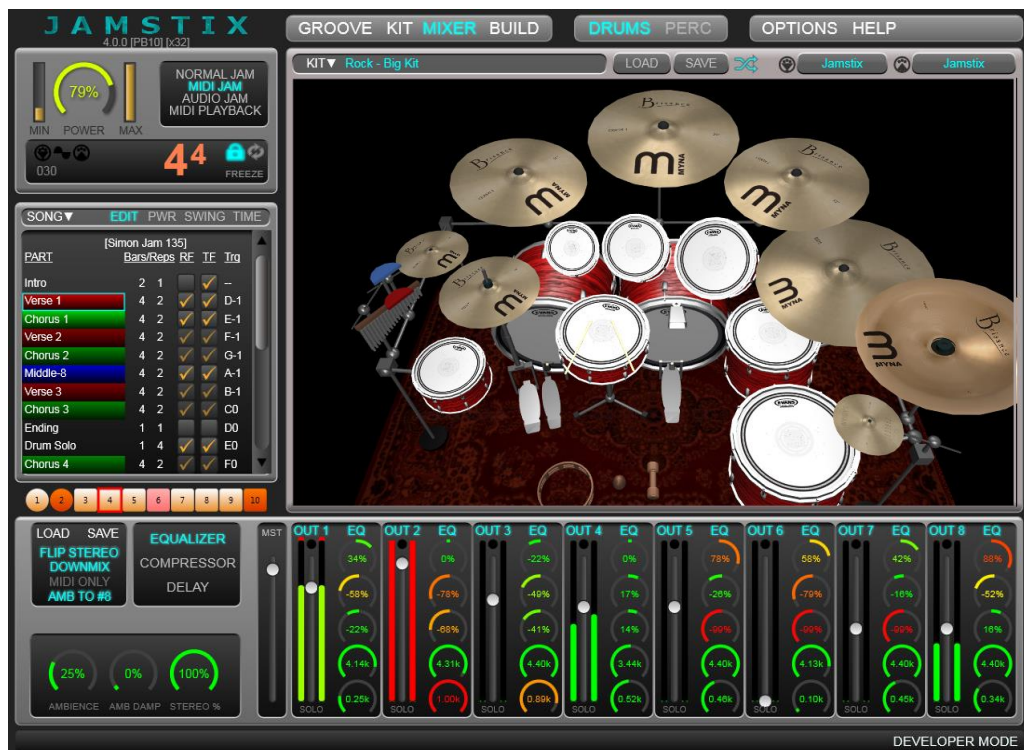 JAMSTIX
4.0.0 [PB10] [x32]
GROOVE KIT MIXER BUILD
DRUMS PERC
OPTIONS HELP
79%
MIN POWER MAX
NORMAL JAM
MIDI JAM
AUDIO JAM
MIDI PLAYBACK
030
4 4
FREEZE
KIT▼ Rock - Big Kit
LOAD SAVE
Jamstix
Jamstix
SONG▼ EDIT PWR SWING TIME
[Simon Jam 135]
PART Bars/Reps RF TF Trg
Intro 2 1 --
Verse 1 4 2 D-1
Chorus 1 4 2 E-1
Verse 2 4 2 F-1
Chorus 2 4 2 G-1
Middle-8 4 2 A-1
Verse 3 4 2 B-1
Chorus 3 4 2 C0
Ending 1 1 D0
Drum Solo 1 4 E0
Chorus 4 4 2 F0
1 2 3 4 5 6 7 8 9 10
MYNA
MYNA
MYNA
MYNA
MYNA
EVANS
LOAD SAVE
FLIP STEREO
DOWNMIX
MIDI ONLY
AMB TO #8
EQUALIZER
COMPRESSOR
DELAY
25% 0% 100%
AMBIENCE AMB DAMP STEREO %
MST
OUT 1 EQ OUT 2 EQ OUT 3 EQ OUT 4 EQ OUT 5 EQ OUT 6 EQ OUT 7 EQ OUT 8 EQ
34% 0% -22% 0% 78% 58% 42% 88%
-58% -78% -49% 17% -26% -79% -16% -52%
-22% -68% -41% 14% -99% -99% -99% 16%
4.14k 4.31k 4.40k 3.44k 4.40k 4.13k 4.40k 4.40k
0.25k 1.00k 0.89k 0.52k 0.46k 0.10k 0.45k 0.34k
SOLO SOLO SOLO SOLO SOLO SOLO SOLO SOLO
DEVELOPER MODE